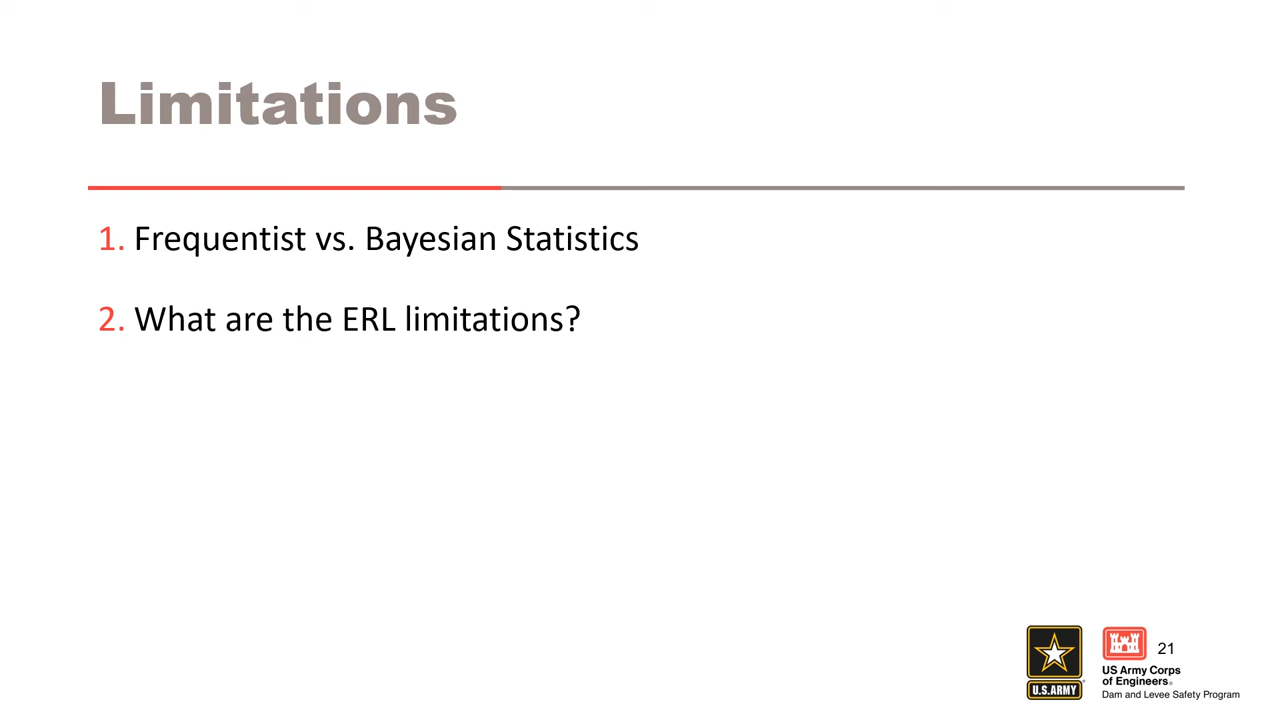 Limitations
1. Frequentist vs. Bayesian Statistics
2. What are the ERL limitations?
21
U.S.ARMY
US Army Corps
of Engineers®
Dam and Levee Safety Program